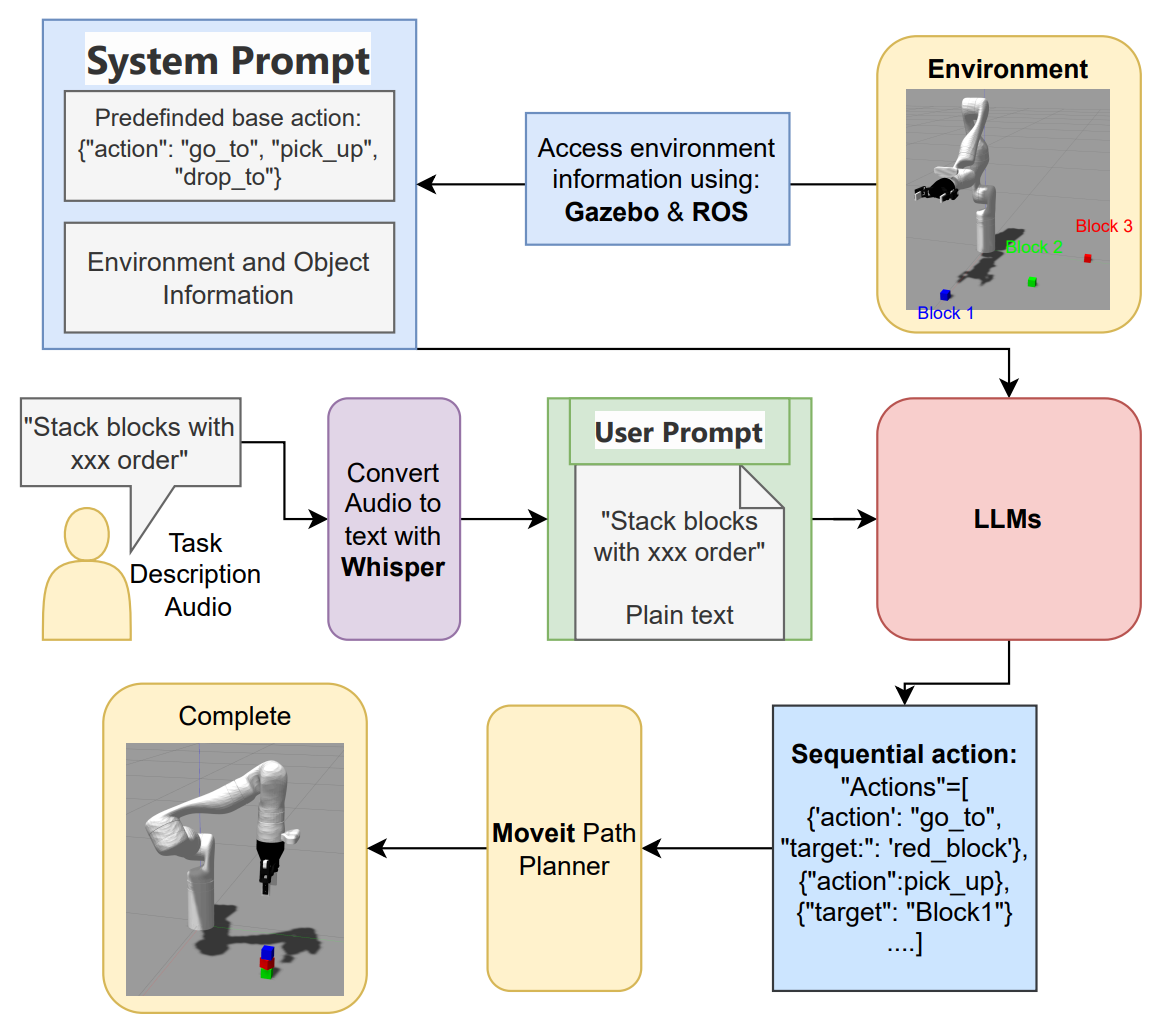 System Prompt
Predefinded base action:
{"action": "go_to", "pick_up",
"drop_to"}
Environment and Object
Information
Access environment
information using:
Gazebo & ROS
Environment
Block 3
Block 2
Block 1
"Stack blocks with
xxx order"
Task
Description
Audio
Convert
Audio to
text with
Whisper
User Prompt
"Stack blocks
with xxx order"
Plain text
LLMs
Complete
Moveit Path
Planner
Sequential action:
"Actions"=[
{'action': "go_to",
"target:": 'red_block'},
{"action":pick_up},
{"target": "Block1"}
....]